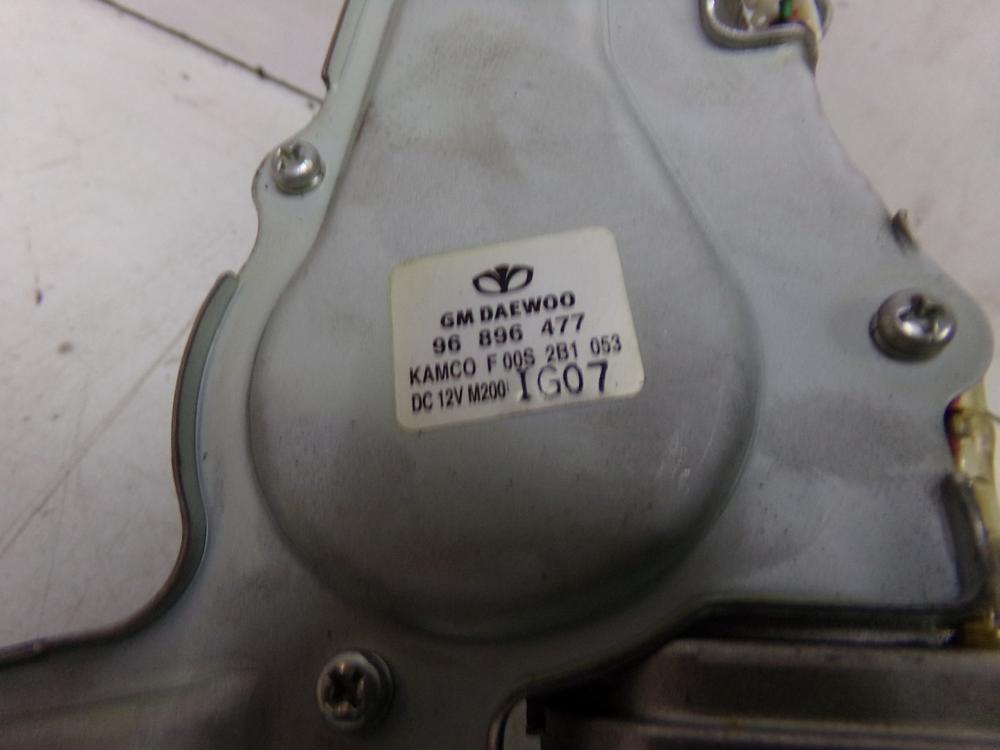 GM DAEWOO
96 896 477
KAMCO F 00S 2B1 053
DC 12V M200 IG07